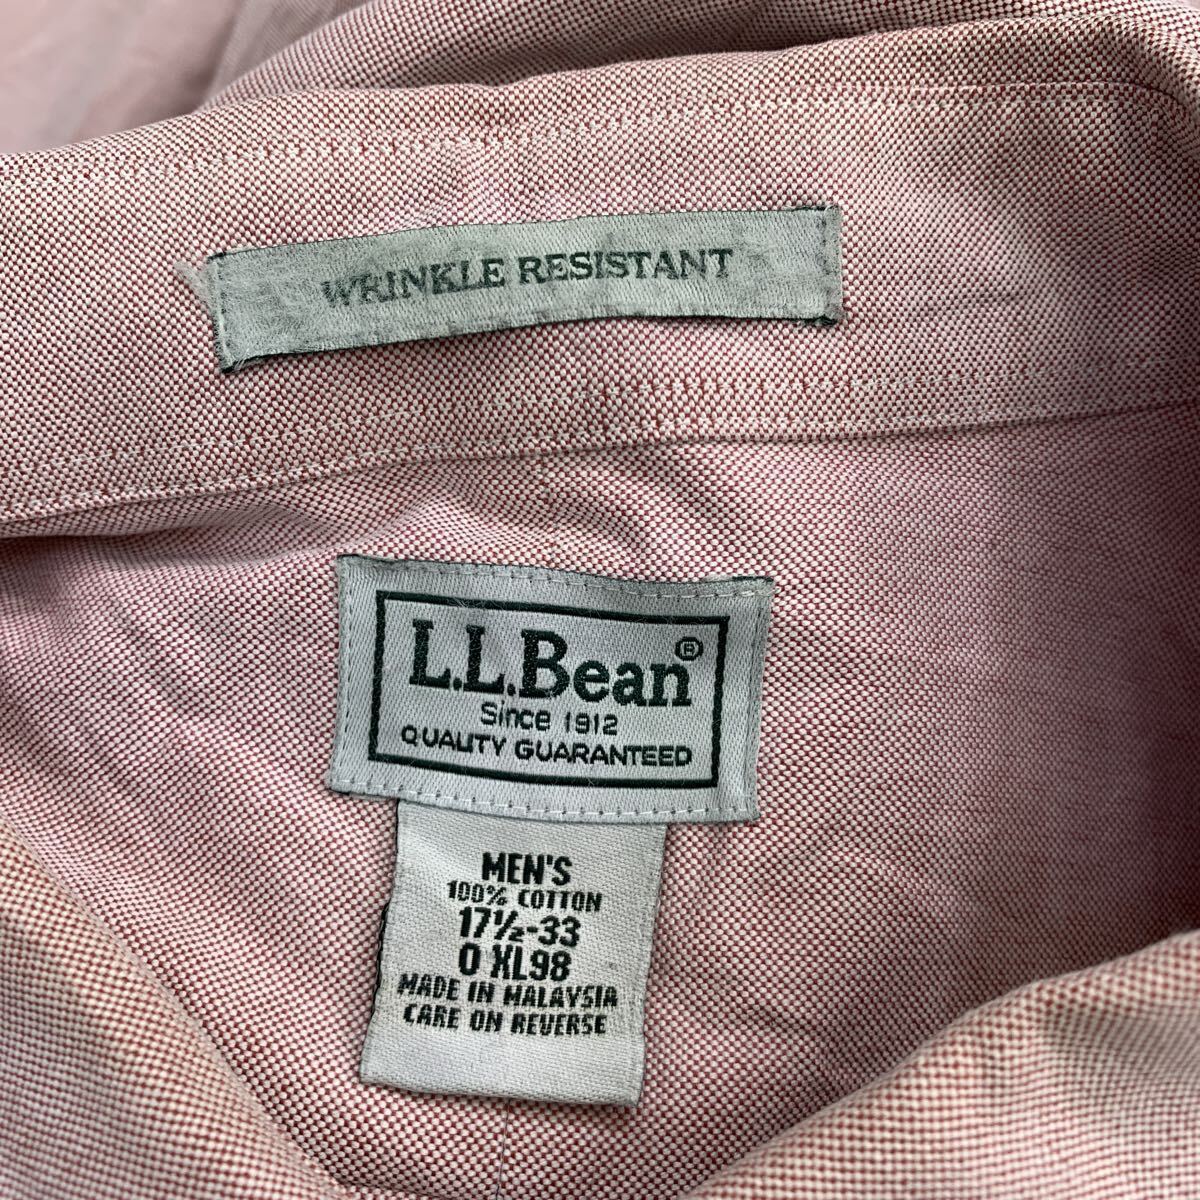 WRINKLE RESISTANT
L.L.Bean®
Since 1912
QUALITY GUARANTEED
MEN'S
100% COTTON
17½-33
0 XL98
MADE IN MALAYSIA
CARE ON REVERSE